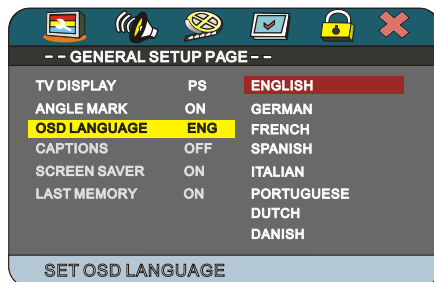 - - GENERAL SETUP PAGE - -
TV DISPLAY PS ENGLISH
ANGLE MARK ON GERMAN
OSD LANGUAGE ENG FRENCH
CAPTIONS OFF SPANISH
SCREEN SAVER ON ITALIAN
LAST MEMORY ON PORTUGUESE
DUTCH
DANISH
SET OSD LANGUAGE